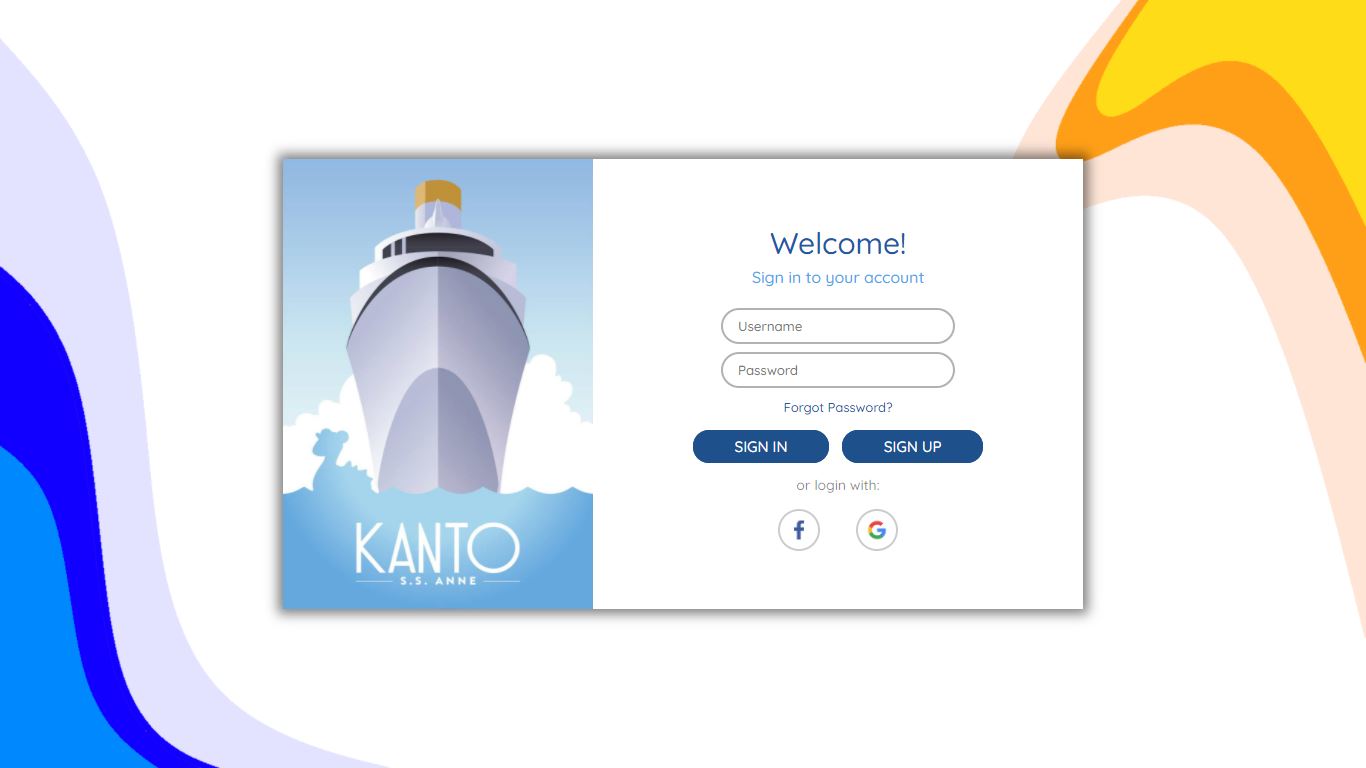 KANTO
S.S. ANNE
Welcome!
Sign in to your account
Username
Password
Forgot Password?
SIGN IN SIGN UP
or login with: